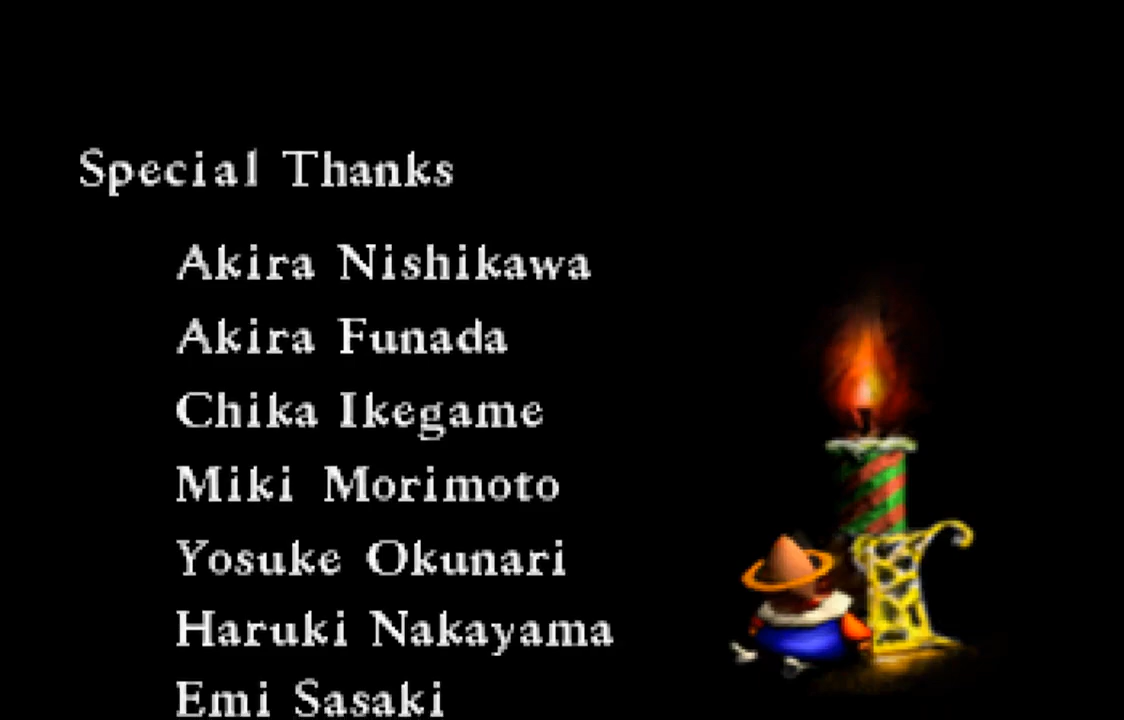 Special Thanks
Akira Nishikawa
Akira Funada
Chika Ikegame
Miki Morimoto
Yosuke Okunari
Haruki Nakayama
Emi Sasaki